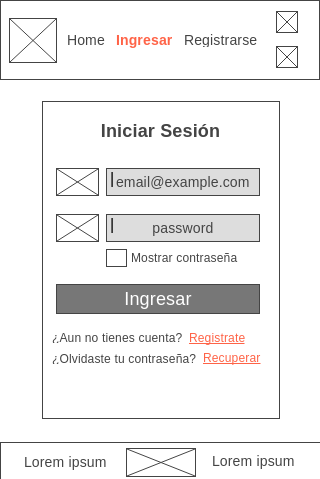 Home Ingresar Registrarse
Iniciar Sesión
email@example.com
password
Mostrar contraseña
Ingresar
¿Aun no tienes cuenta? Registrate
¿Olvidaste tu contraseña? Recuperar
Lorem ipsum Lorem ipsum